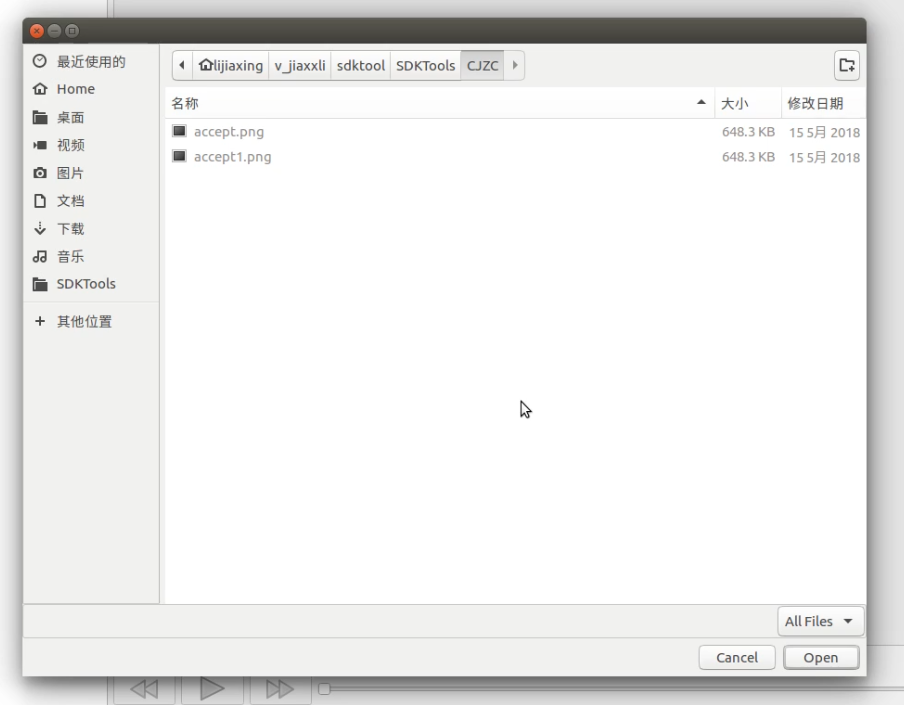 lijiaxing v_jiaxxli sdktool SDKTools CJZC
最近使用的
Home
桌面
视频
图片
文档
下载
音乐
SDKTools
其他位置
名称 大小 修改日期
accept.png 648.3 KB 15 5月 2018
accept1.png 648.3 KB 15 5月 2018
All Files
Cancel Open